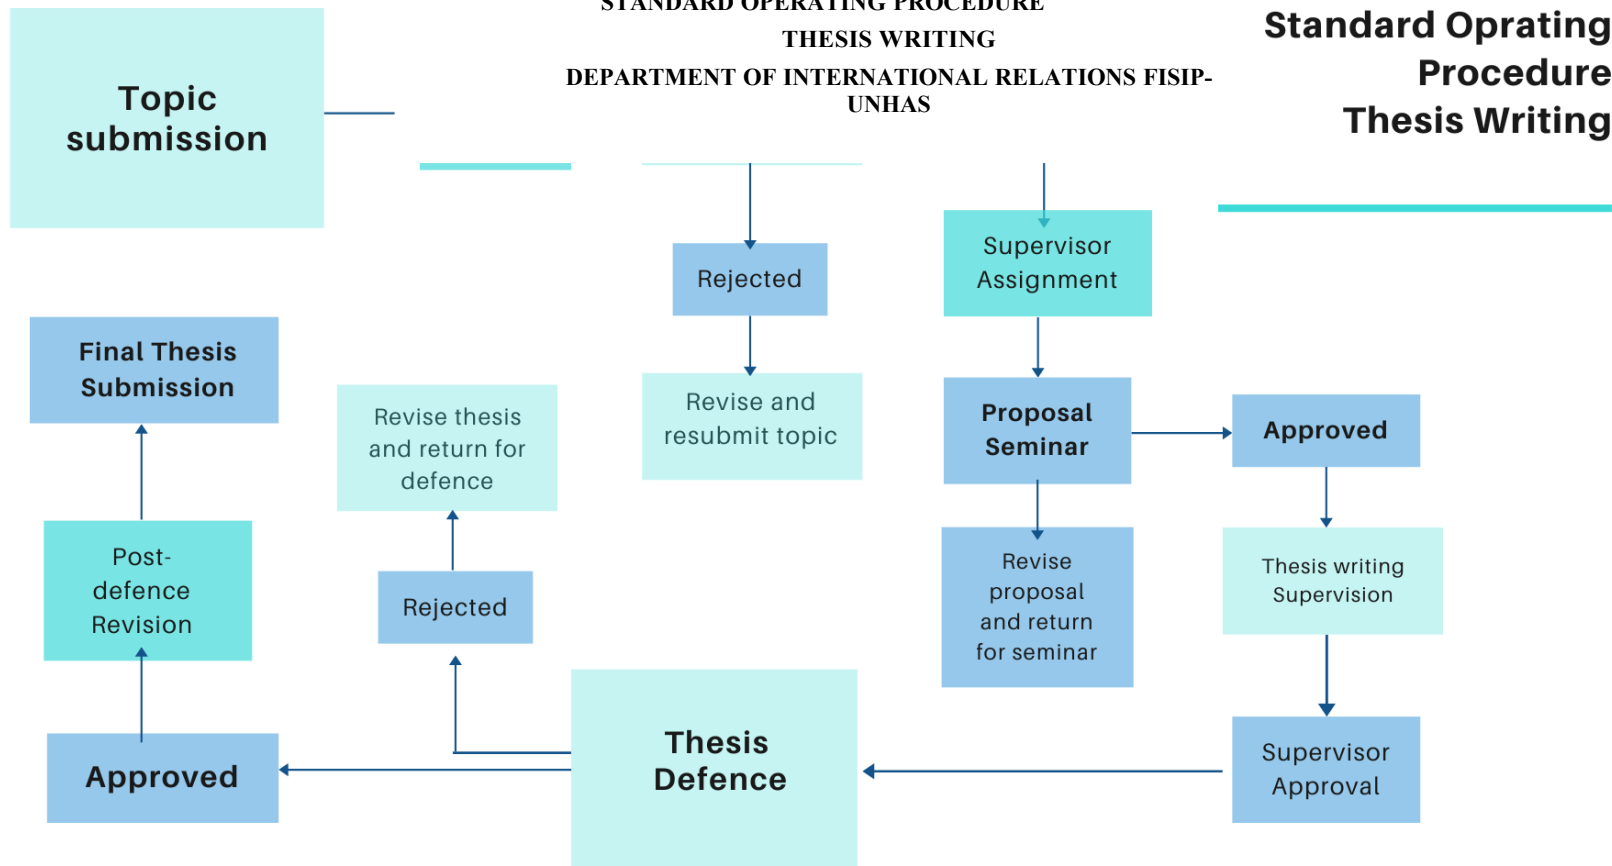 STANDARD OPERATING PROCEDURE
THESIS WRITING
DEPARTMENT OF INTERNATIONAL RELATIONS FISIP-
UNHAS
Standard Oprating
Procedure
Thesis Writing
Topic
submission
Rejected
Revise and
resubmit topic
Supervisor
Assignment
Proposal
Seminar
Revise
proposal
and return
for seminar
Approved
Thesis writing
Supervision
Supervisor
Approval
Thesis
Defence
Rejected
Revise thesis
and return for
defence
Approved
Post-
defence
Revision
Final Thesis
Submission